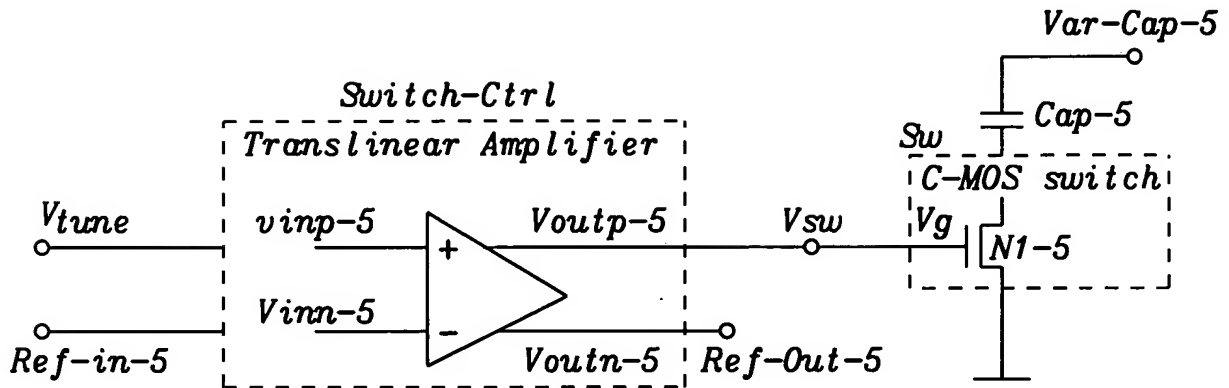 Var-Cap-5
Switch-Ctrl
Cap-5
Translinear Amplifier
Sw
C-MOS switch
Vtune
vinp-5
Voutp-5
Vsw
Vg
N1-5
+
Vinn-5
-
Ref-in-5
Voutn-5
Ref-Out-5